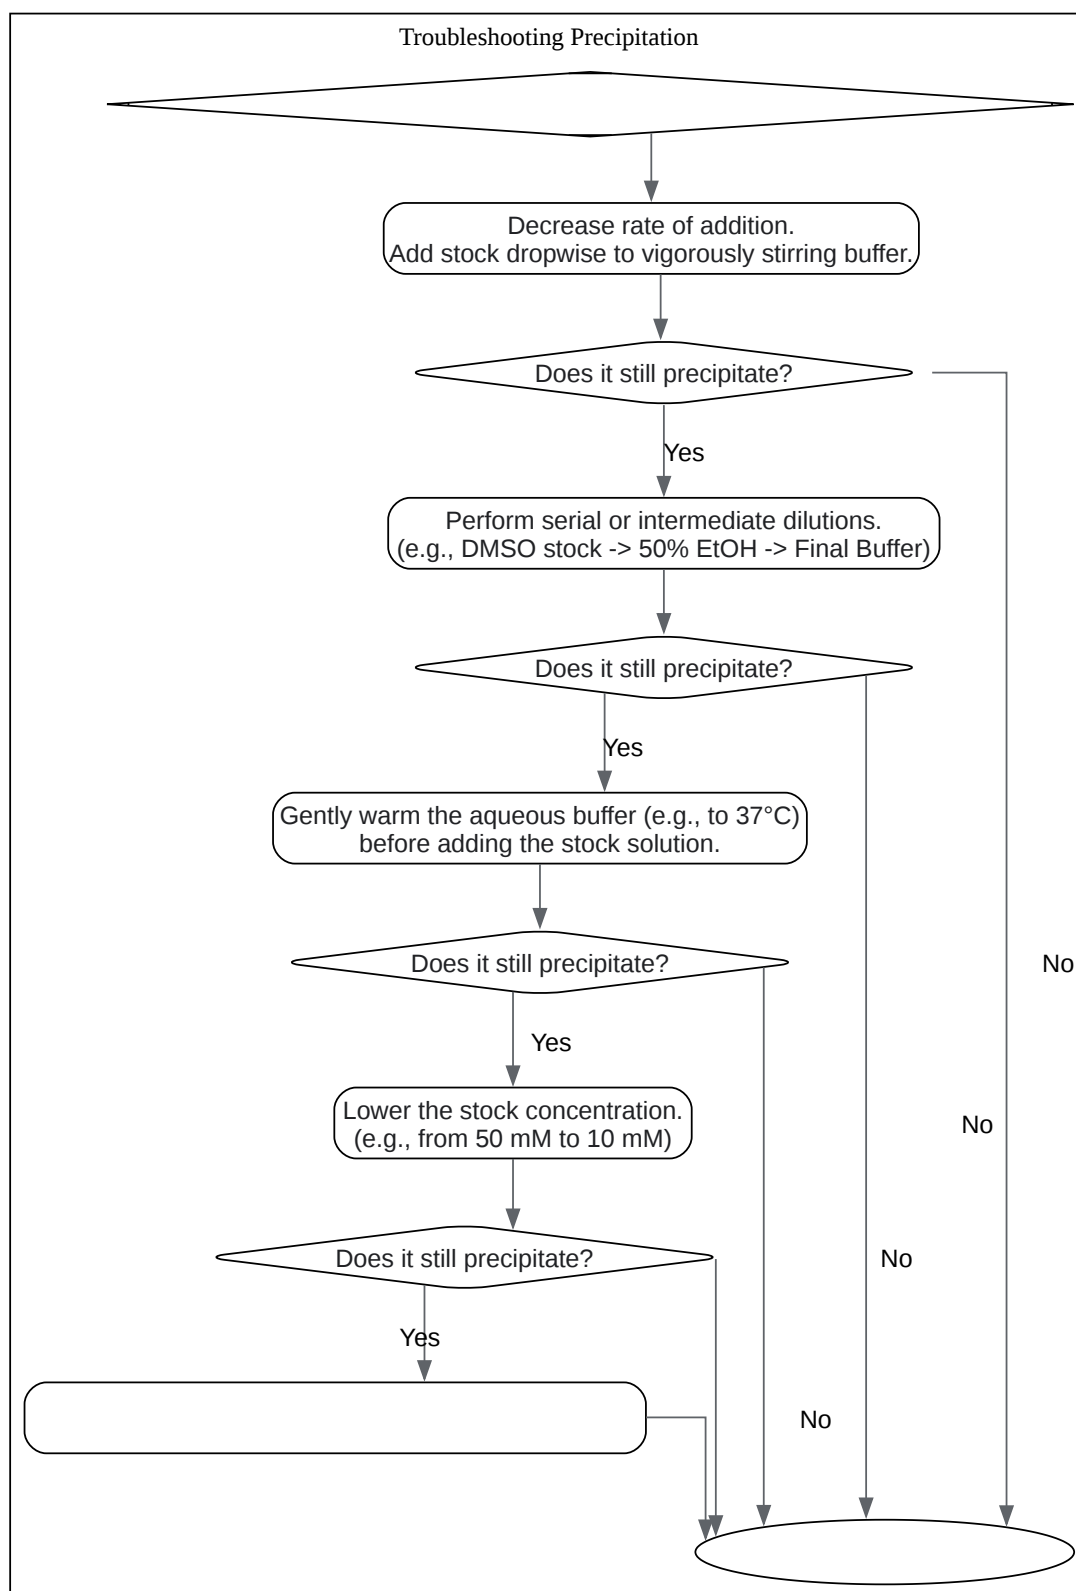 Troubleshooting Precipitation
Decrease rate of addition.
Add stock dropwise to vigorously stirring buffer.
Does it still precipitate?
Yes
Perform serial or intermediate dilutions.
(e.g., DMSO stock -> 50% EtOH -> Final Buffer)
Does it still precipitate?
Yes
Gently warm the aqueous buffer (e.g., to 37°C)
before adding the stock solution.
Does it still precipitate?
No
Yes
Lower the stock concentration.
(e.g., from 50 mM to 10 mM)
No
Does it still precipitate?
No
Yes
No